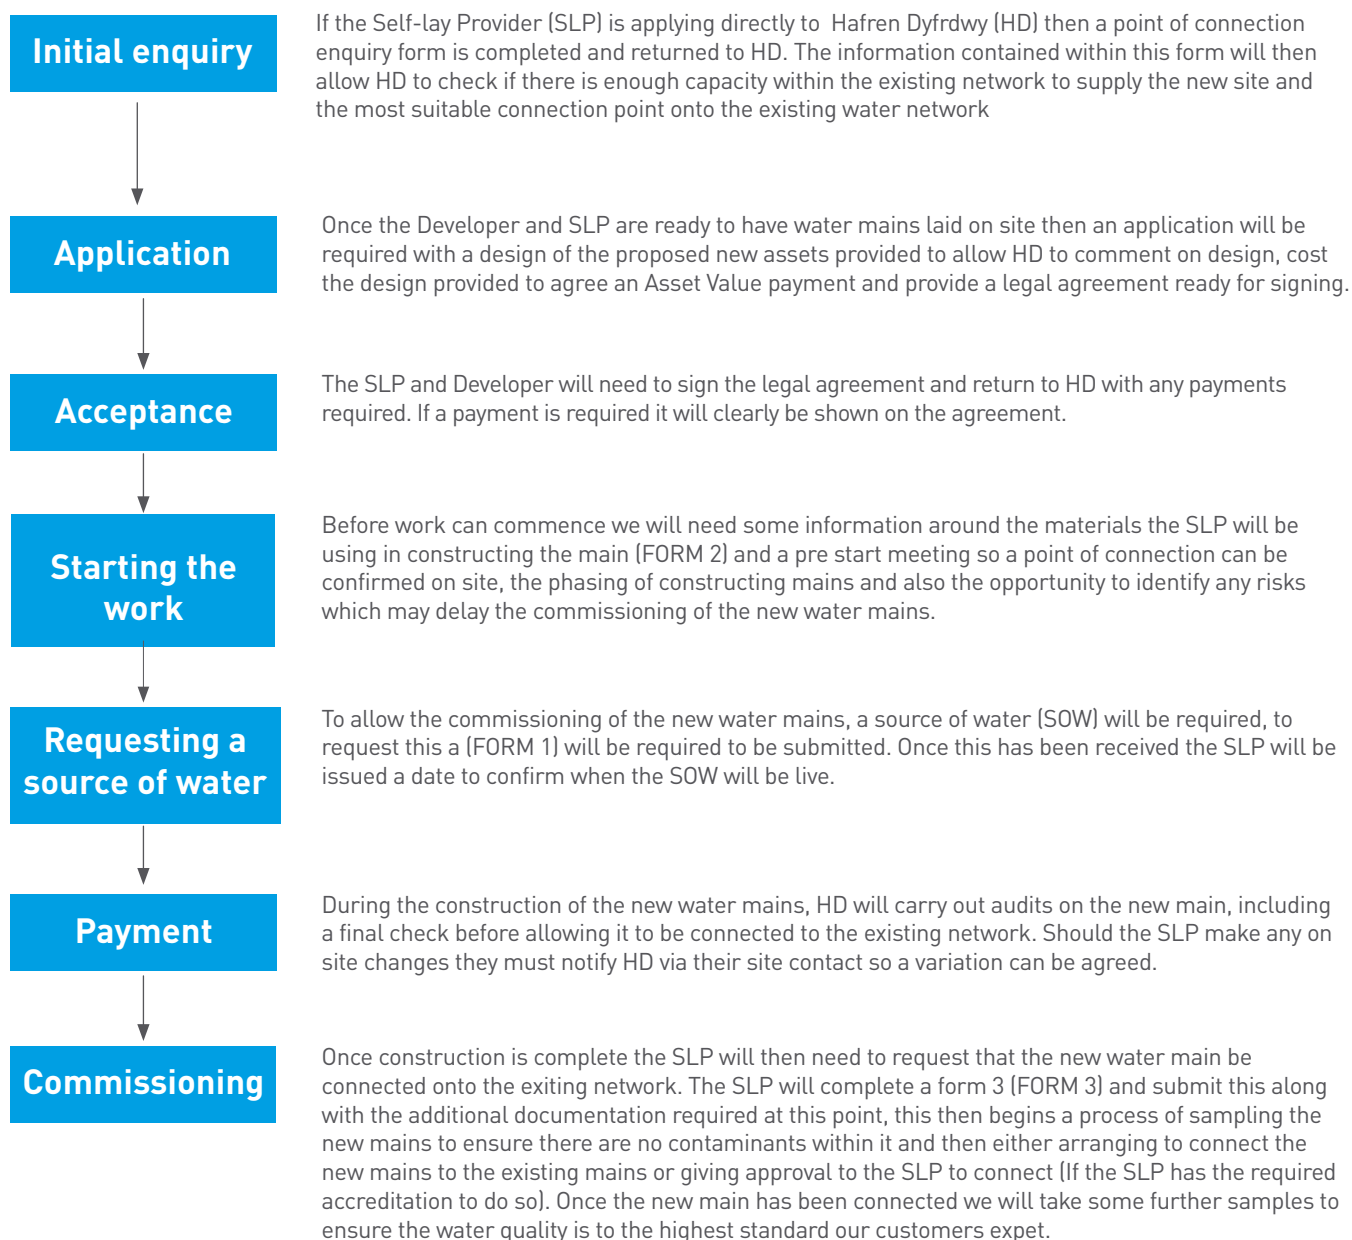 Initial enquiry
If the Self-lay Provider (SLP) is applying directly to Hafren Dyfrdwy (HD) then a point of connection
enquiry form is completed and returned to HD. The information contained within this form will then
allow HD to check if there is enough capacity within the existing network to supply the new site and
the most suitable connection point onto the existing water network
Application
Once the Developer and SLP are ready to have water mains laid on site then an application will be
required with a design of the proposed new assets provided to allow HD to comment on design, cost
the design provided to agree an Asset Value payment and provide a legal agreement ready for signing.
Acceptance
The SLP and Developer will need to sign the legal agreement and return to HD with any payments
required. If a payment is required it will clearly be shown on the agreement.
Starting the
work
Before work can commence we will need some information around the materials the SLP will be
using in constructing the main (FORM 2) and a pre start meeting so a point of connection can be
confirmed on site, the phasing of constructing mains and also the opportunity to identify any risks
which may delay the commissioning of the new water mains.
Requesting a
source of water
To allow the commissioning of the new water mains, a source of water (SOW) will be required, to
request this a (FORM 1) will be required to be submitted. Once this has been received the SLP will be
issued a date to confirm when the SOW will be live.
Payment
During the construction of the new water mains, HD will carry out audits on the new main, including
a final check before allowing it to be connected to the existing network. Should the SLP make any on
site changes they must notify HD via their site contact so a variation can be agreed.
Commissioning
Once construction is complete the SLP will then need to request that the new water main be
connected onto the exiting network. The SLP will complete a form 3 (FORM 3) and submit this along
with the additional documentation required at this point, this then begins a process of sampling the
new mains to ensure there are no contaminants within it and then either arranging to connect the
new mains to the existing mains or giving approval to the SLP to connect (If the SLP has the required
accreditation to do so). Once the new main has been connected we will take some further samples to
ensure the water quality is to the highest standard our customers expet.